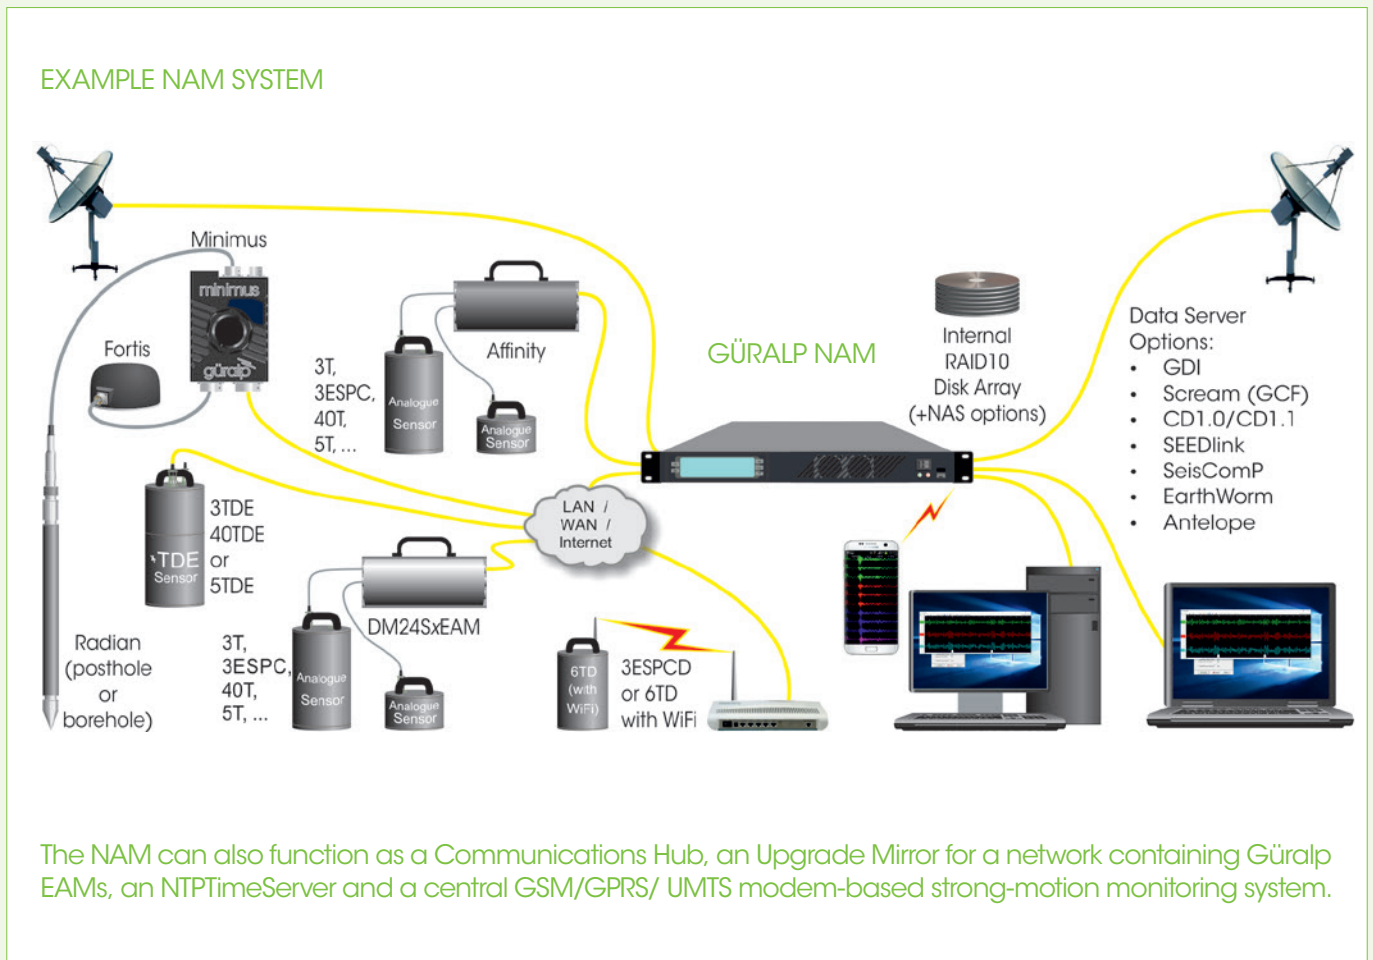 EXAMPLE NAM SYSTEM
Minimus
minimus
güralp
Fortis
Affinity
3T,
3ESPC,
40T,
5T, ...
Analogue
Sensor
Analogue
Sensor
GÜRALP NAM
Internal
RAID10
Disk Array
(+NAS options)
Data Server
Options:
• GDI
• Scream (GCF)
• CD1.0/CD1.1
• SEEDlink
• SeisComP
• EarthWorm
• Antelope
LAN /
WAN /
Internet
TDE
Sensor
3TDE
40TDE
or
5TDE
DM24SxEAM
Radian
(posthole
or
borehole)
3T,
3ESPC,
40T,
5T, ...
Analogue
Sensor
Analogue
Sensor
6TD
(with
WiFi)
3ESPCD
or 6TD
with WiFi
The NAM can also function as a Communications Hub, an Upgrade Mirror for a network containing Güralp
EAMs, an NTPTimeServer and a central GSM/GPRS/ UMTS modem-based strong-motion monitoring system.